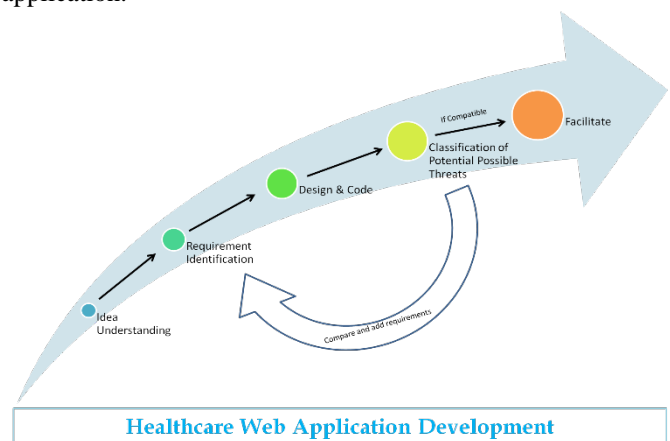 application.
If Compatible
Facilitate
Classification of
Potential Possible
Threats
Design & Code
Requirement
Identification
Idea
Understanding
Compare and add requirements
Healthcare Web Application Development